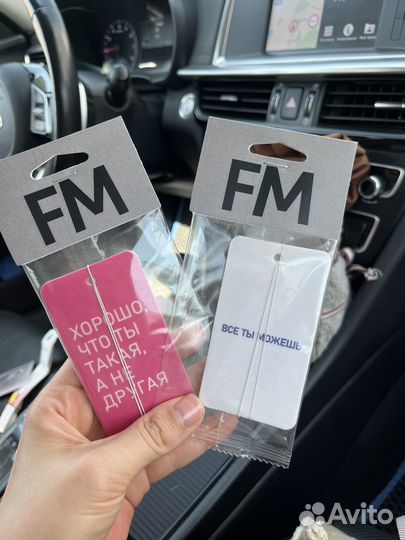 FM
FM
ХОРОШО,
ЧТО ТЫ
ТАКАЯ,
А НЕ
ДРУГАЯ
ВСЕ ТЫ МОЖЕШЬ
Avito